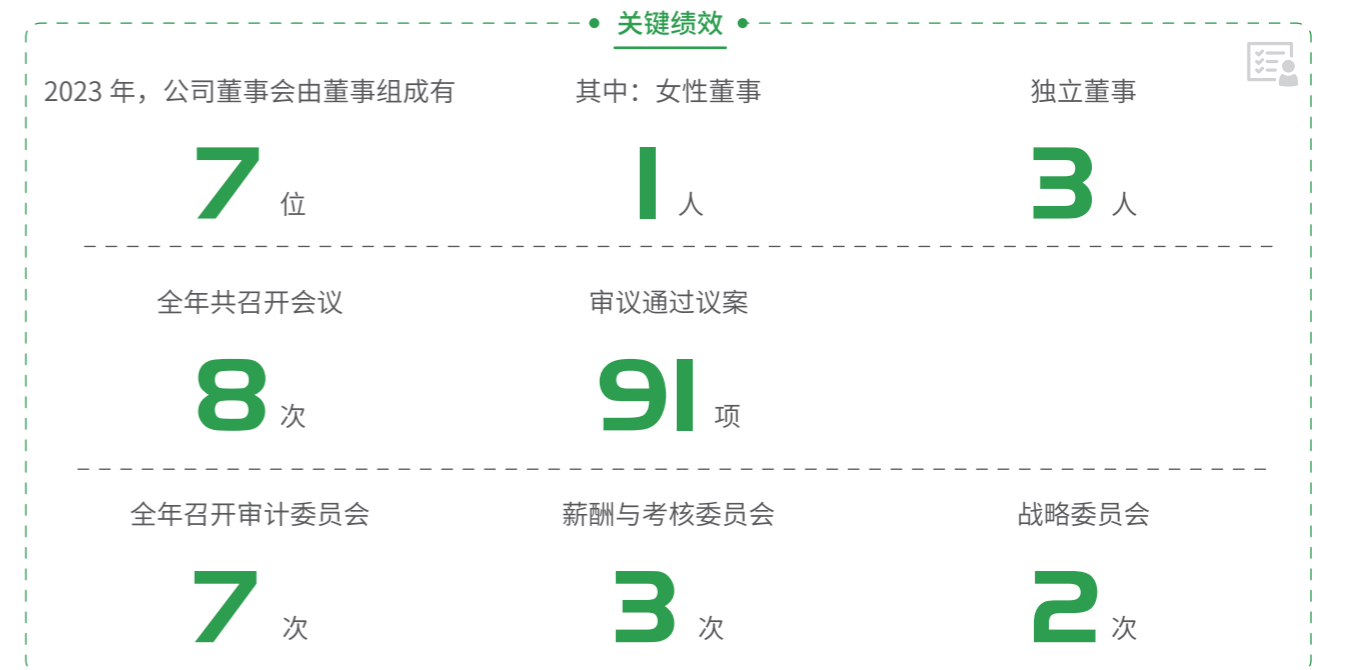 关键绩效
2023 年，公司董事会由董事组成有
其中：女性董事
独立董事
7 位
1 人
3 人
全年共召开会议
审议通过议案
8 次
91 项
全年召开审计委员会
薪酬与考核委员会
战略委员会
7 次
3 次
2 次